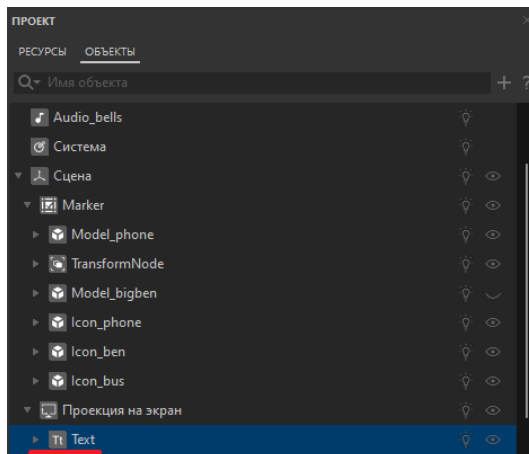 ПРОЕКТ
РЕСУРСЫ ОБЪЕКТЫ
Имя объекта + ?
Audio_bells
Система
Сцена
Marker
Model_phone
TransformNode
Model_bigben
Icon_phone
Icon_ben
Icon_bus
Проекция на экран
Tt Text